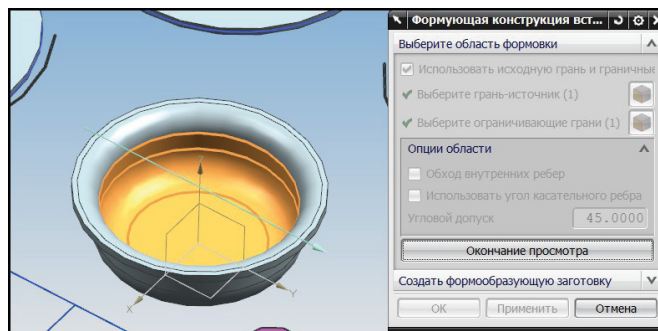 Формующая конструкция вст...
Выберите область формовки
Использовать исходную грань и граничные
Выберите грань-источник (1)
Выберите ограничивающие грани (1)
Опции области
Обход внутренних ребер
Использовать угол касательного ребра
Угловой допуск 45.0000
Окончание просмотра
Создать формообразующую заготовку
ОК Применить Отмена
Z
X
Y